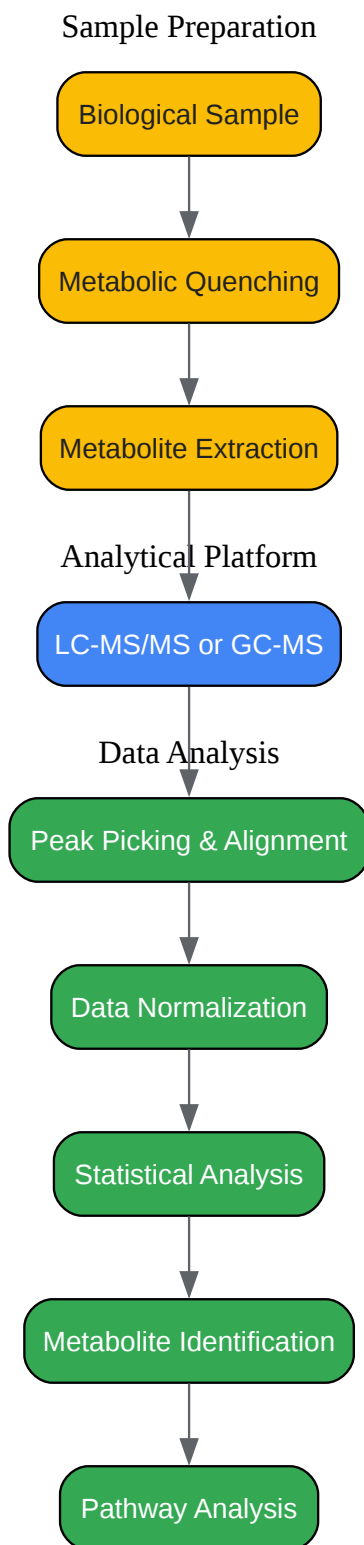 Sample Preparation
Biological Sample
Metabolic Quenching
Metabolite Extraction
Analytical Platform
LC-MS/MS or GC-MS
Data Analysis
Peak Picking & Alignment
Data Normalization
Statistical Analysis
Metabolite Identification
Pathway Analysis